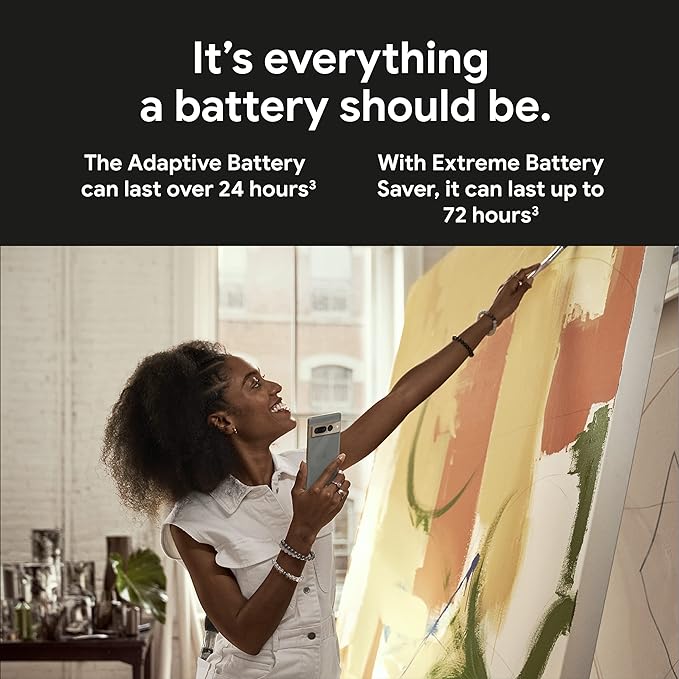 It’s everything
a battery should be.
The Adaptive Battery
can last over 24 hours³
With Extreme Battery
Saver, it can last up to
72 hours³